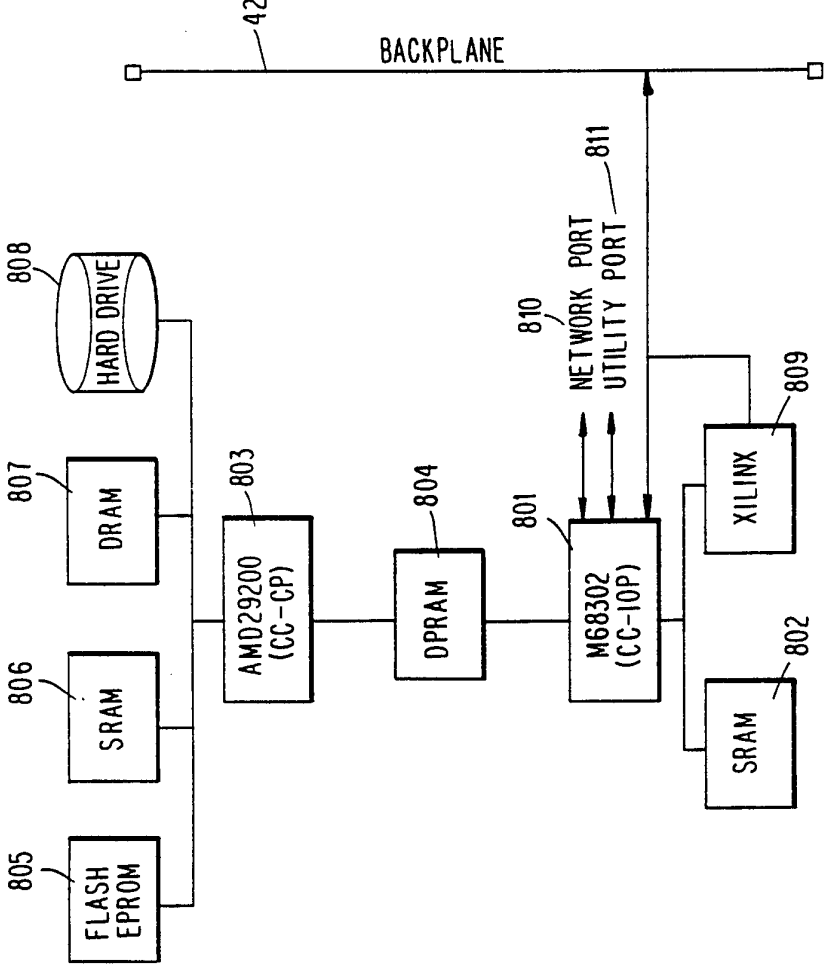 42
BACKPLANE
808
HARD DRIVE
807
DRAM
806
SRAM
805
FLASH
EPROM
803
AMD29200
(CC-CP)
804
DPRAM
801
M68302
(CC-IOP)
810
NETWORK PORT
UTILITY PORT
811
809
XILINX
802
SRAM